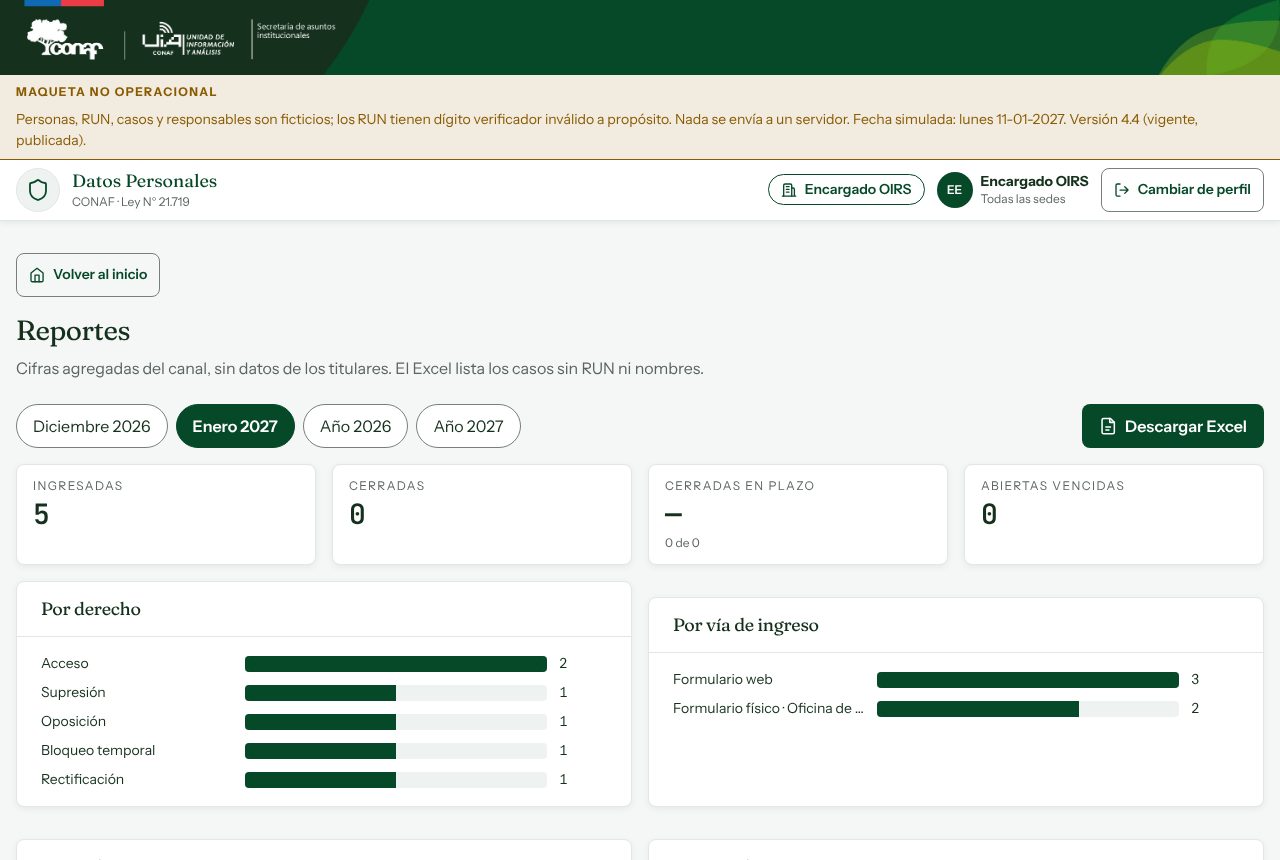 Conaf
UIA
CONAF
UNIDAD DE
INFORMACIÓN
Y ANÁLISIS
Secretaría de asuntos
institucionales
MAQUETA NO OPERACIONAL
Personas, RUN, casos y responsables son ficticios; los RUN tienen dígito verificador inválido a propósito. Nada se envía a un servidor. Fecha simulada: lunes 11-01-2027. Versión 4.4 (vigente,
publicada).
Datos Personales
CONAF · Ley N° 21.719
Encargado OIRS
EE
Encargado OIRS
Todas las sedes
Cambiar de perfil
Volver al inicio
Reportes
Cifras agregadas del canal, sin datos de los titulares. El Excel lista los casos sin RUN ni nombres.
Diciembre 2026
Enero 2027
Año 2026
Año 2027
Descargar Excel
INGRESADAS
5
CERRADAS
0
CERRADAS EN PLAZO
—
0 de 0
ABIERTAS VENCIDAS
0
Por derecho
Acceso 2
Supresión 1
Oposición 1
Bloqueo temporal 1
Rectificación 1
Por vía de ingreso
Formulario web 3
Formulario físico · Oficina de ... 2